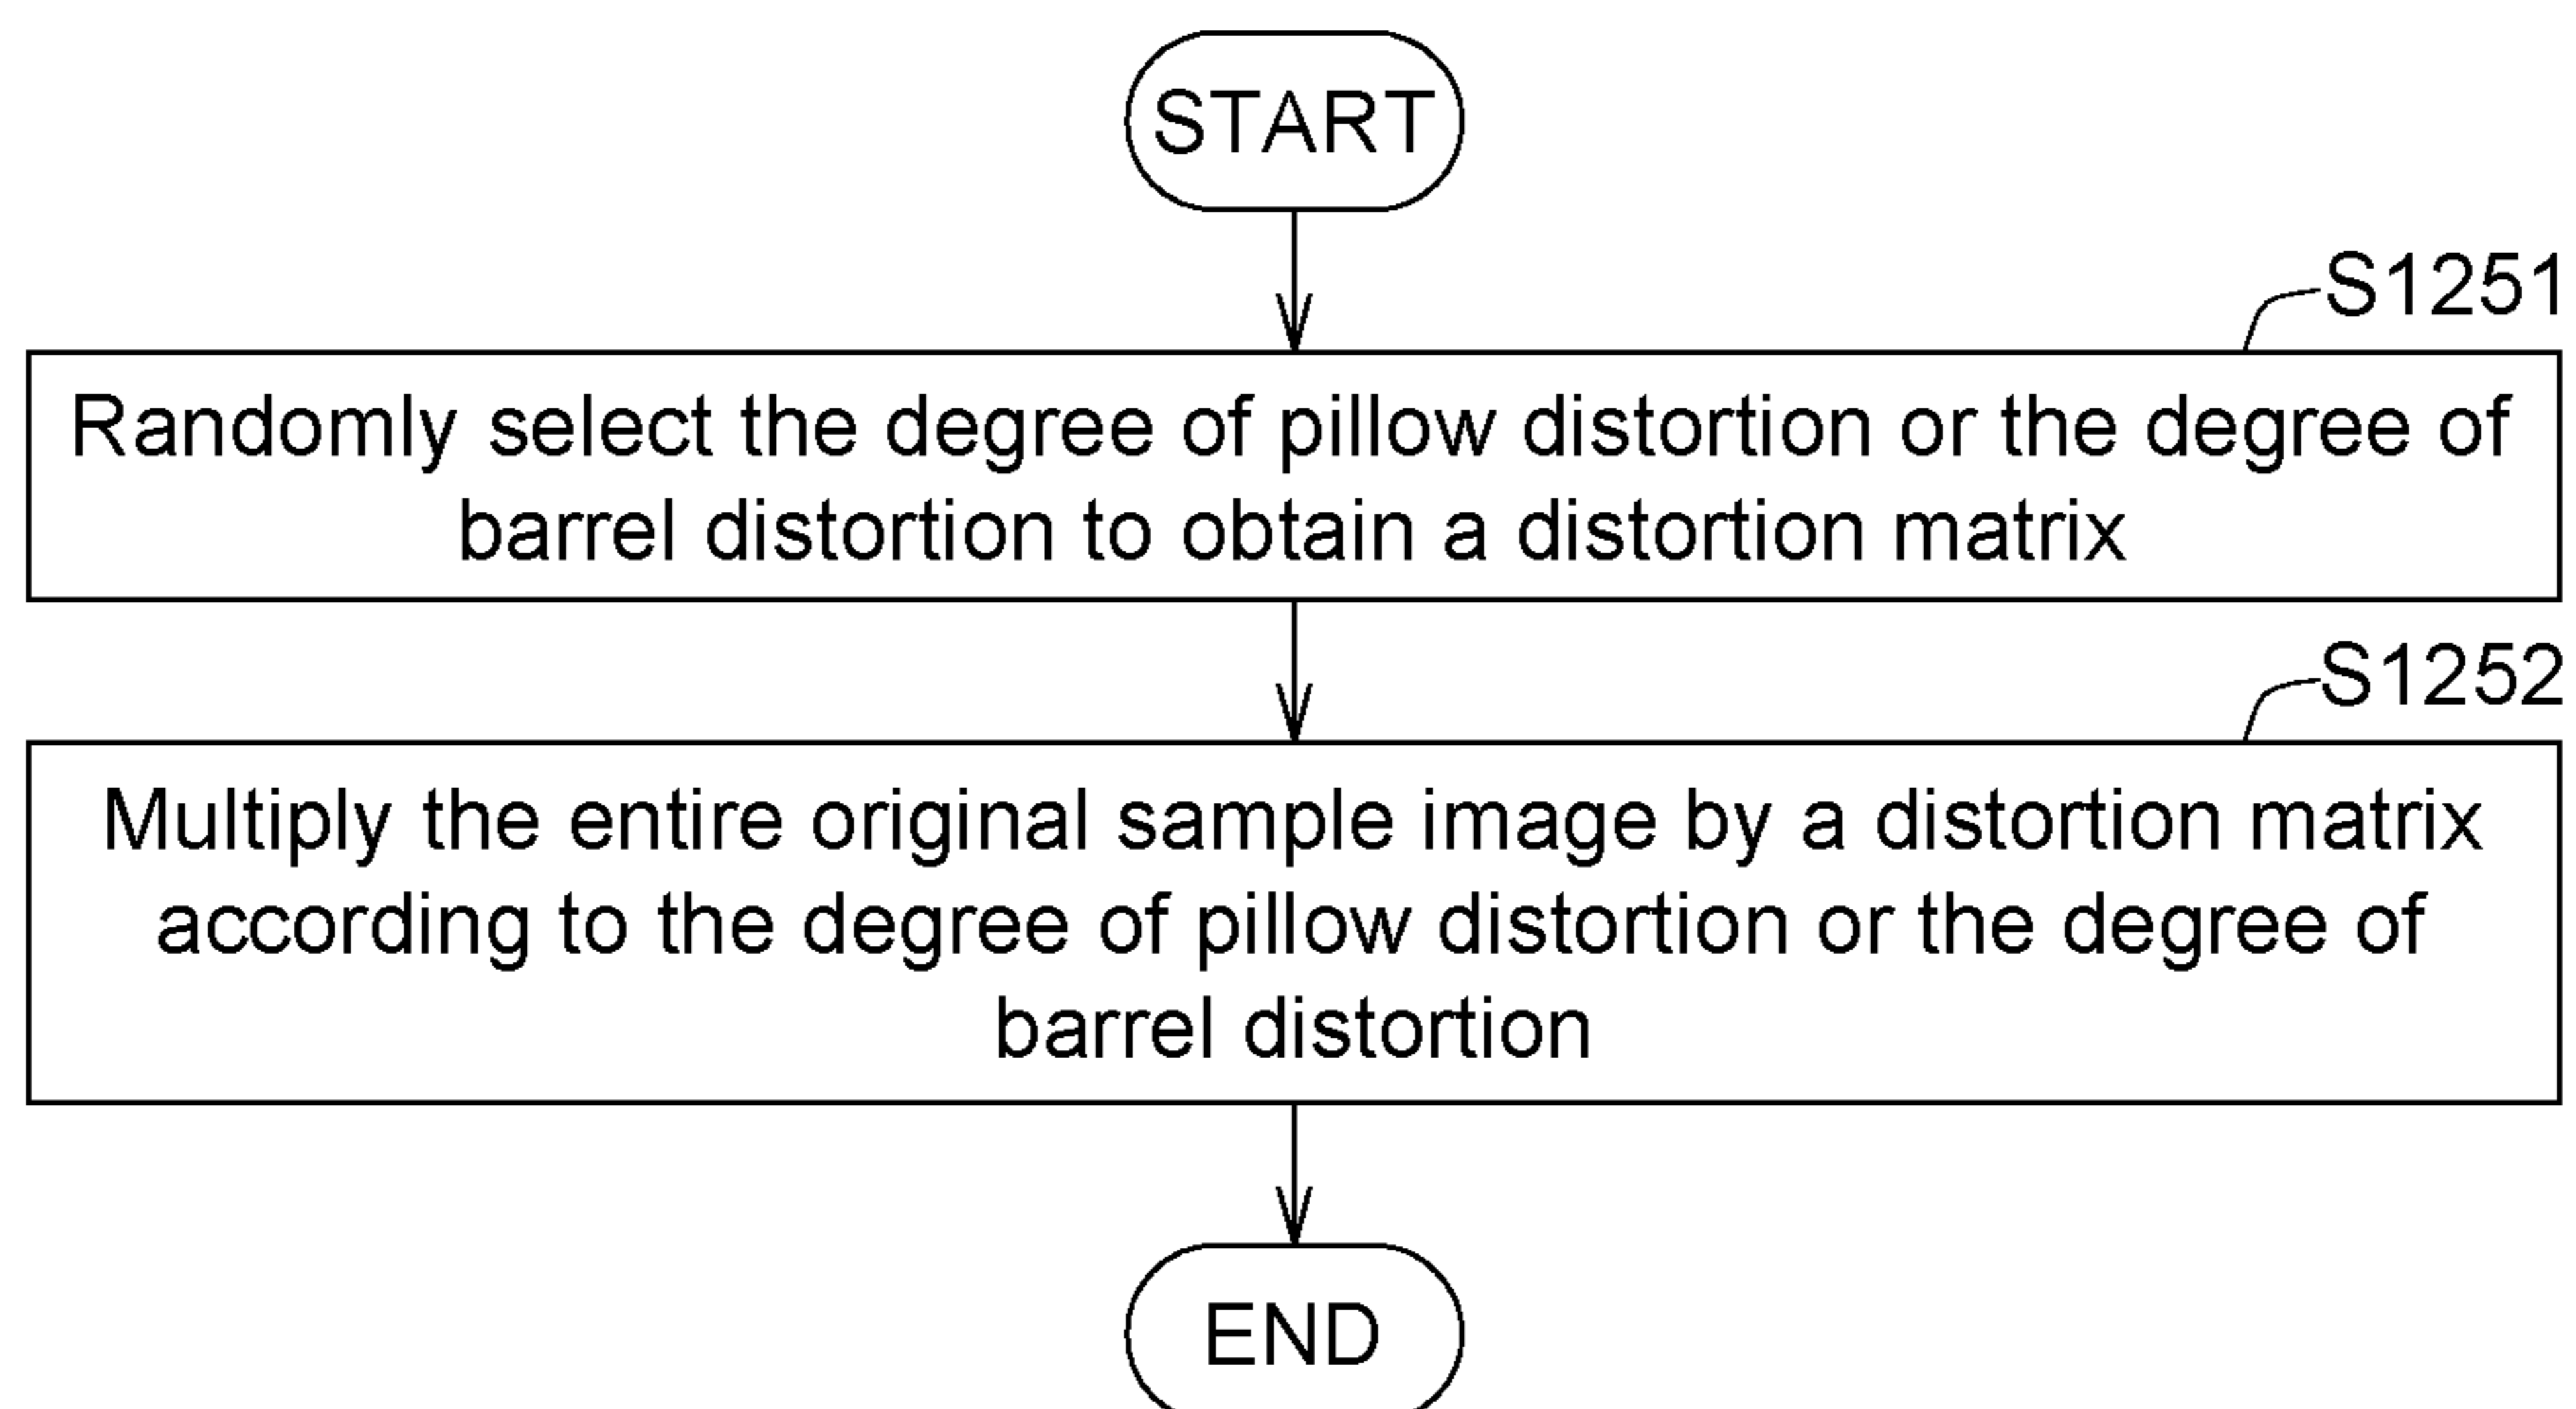 START
S1251
Randomly select the degree of pillow distortion or the degree of
barrel distortion to obtain a distortion matrix
S1252
Multiply the entire original sample image by a distortion matrix
according to the degree of pillow distortion or the degree of
barrel distortion
END